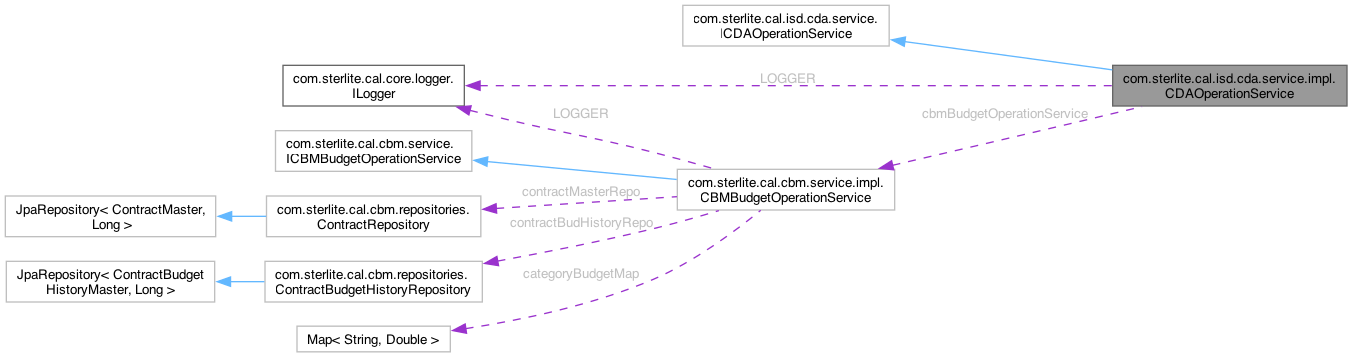 com.sterlite.cal.isd.cda.service.
ICDAOperationService
com.sterlite.cal.core.logger.
ILogger
LOGGER
com.sterlite.cal.isd.cda.service.impl.
CDAOperationService
LOGGER
cbmBudgetOperationService
com.sterlite.cal.cbm.service.
ICBMBudgetOperationService
com.sterlite.cal.cbm.service.impl.
CBMBudgetOperationService
contractMasterRepo
JpaRepository< ContractMaster,
Long >
com.sterlite.cal.cbm.repositories.
ContractRepository
contractBudHistoryRepo
JpaRepository< ContractBudget
HistoryMaster, Long >
com.sterlite.cal.cbm.repositories.
ContractBudgetHistoryRepository
categoryBudgetMap
Map< String, Double >